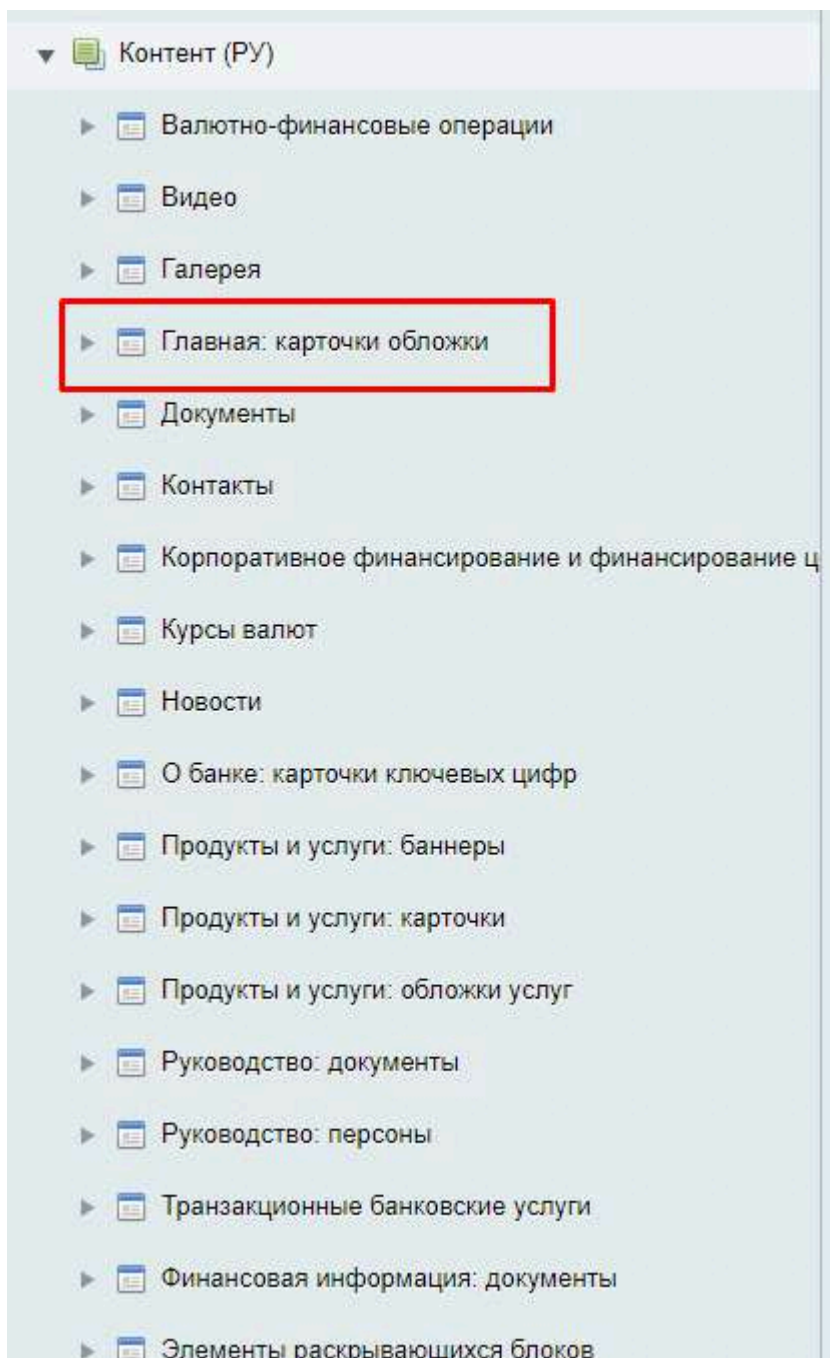 Контент (РУ)
Валютно-финансовые операции
Видео
Галерея
Главная: карточки обложки
Документы
Контакты
Корпоративное финансирование и финансирование ц
Курсы валют
Новости
О банке: карточки ключевых цифр
Продукты и услуги: баннеры
Продукты и услуги: карточки
Продукты и услуги: обложки услуг
Руководство: документы
Руководство: персоны
Транзакционные банковские услуги
Финансовая информация: документы
Элементы раскрывающихся блоков